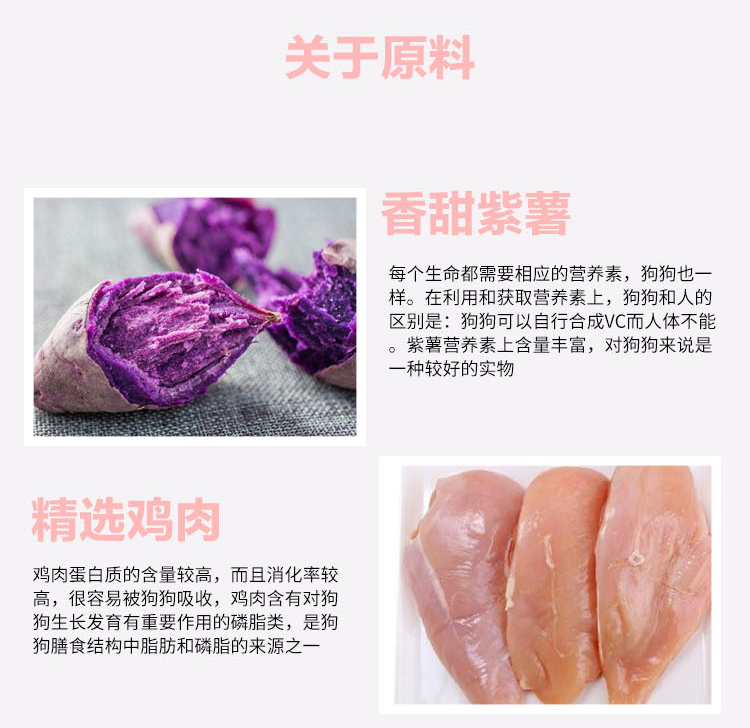 关于原料
香甜紫薯
每个生命都需要相应的营养素，狗狗也一
样。在利用和获取营养素上，狗狗和人的
区别是：狗狗可以自行合成VC而人体不能
。紫薯营养素上含量丰富，对狗狗来说是
一种较好的实物
精选鸡肉
鸡肉蛋白质的含量较高，而且消化率较
高，很容易被狗狗吸收，鸡肉含有对狗
狗生长发育有重要作用的磷脂类，是狗
狗膳食结构中脂肪和磷脂的来源之一